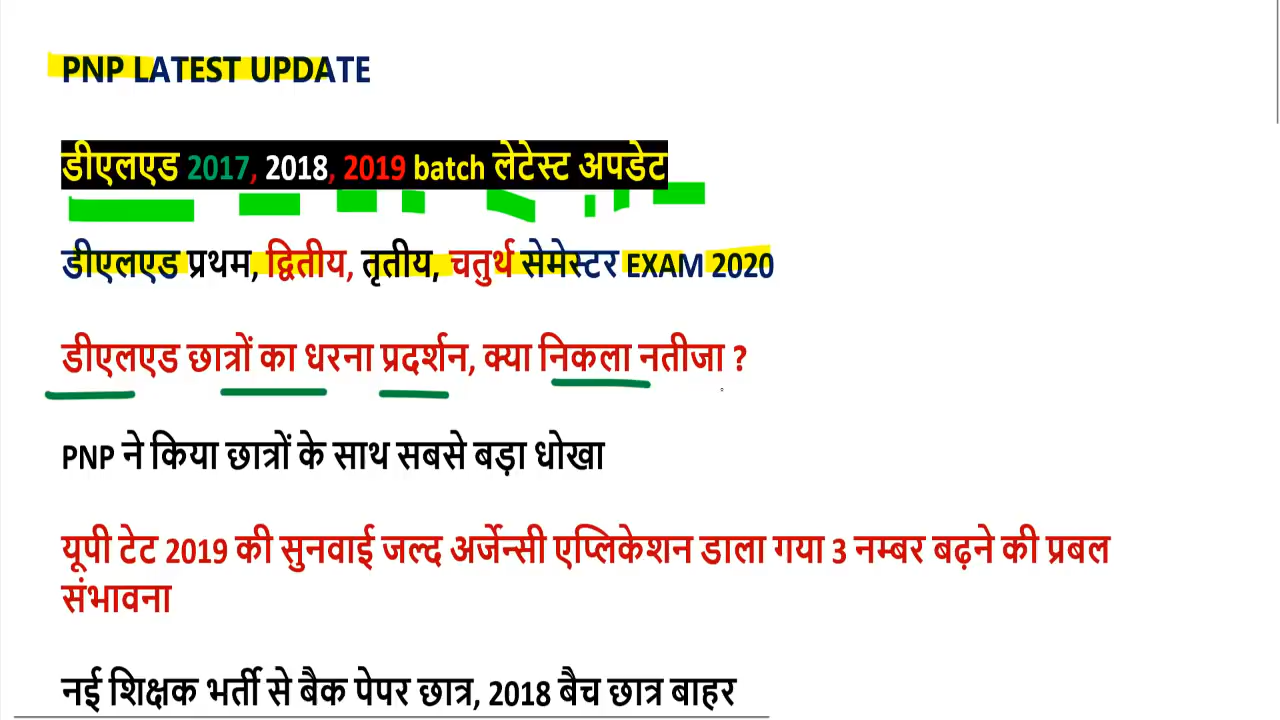 PNP LATEST UPDATE
डीएलएड 2017, 2018, 2019 batch लेटेस्ट अपडेट
डीएलएड प्रथम, द्वितीय, तृतीय, चतुर्थ सेमेस्टर EXAM 2020
डीएलएड छात्रों का धरना प्रदर्शन, क्या निकला नतीजा ?
PNP ने किया छात्रों के साथ सबसे बड़ा धोखा
यूपी टेट 2019 की सुनवाई जल्द अर्जेन्सी एप्लिकेशन डाला गया 3 नम्बर बढ़ने की प्रबल
संभावना
नई शिक्षक भर्ती से बैक पेपर छात्र, 2018 बैच छात्र बाहर